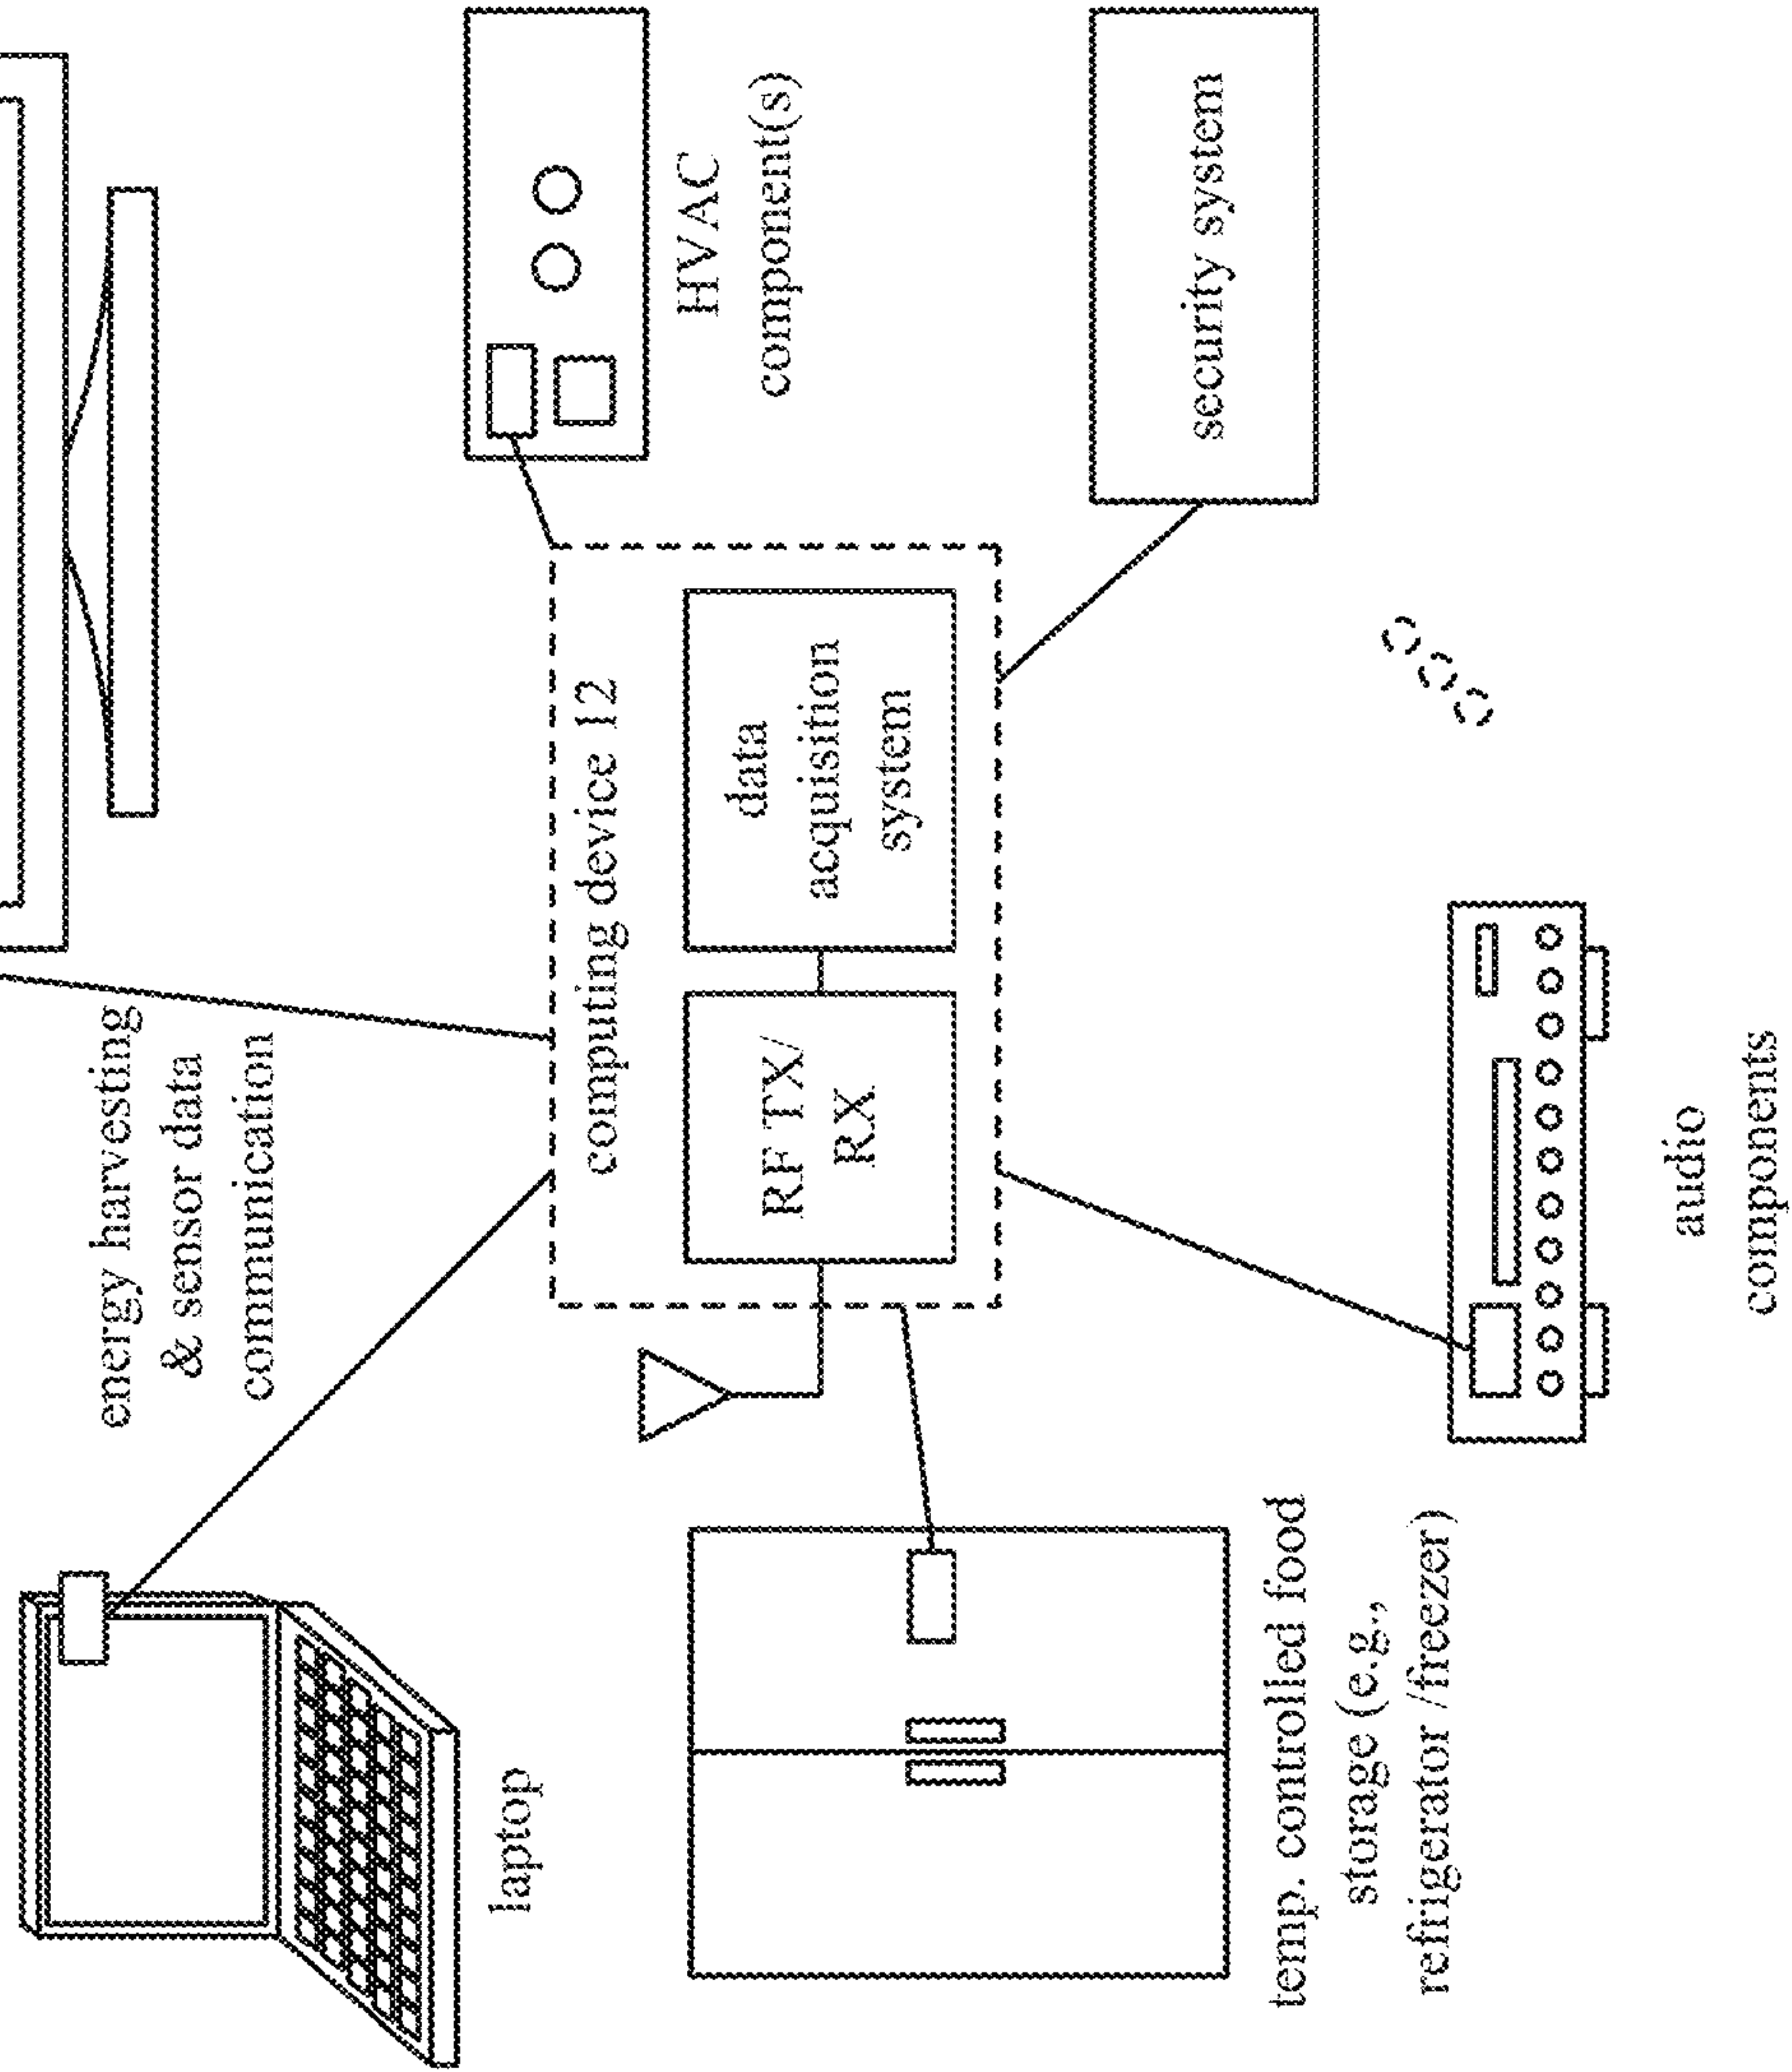 energy harvesting
& sensor data
communication
laptop
computing device 12
RF TX/
RX
data
acquisition
system
HVAC
component(s)
temp. controlled food
storage (e.g.,
refrigerator /freezer)
security system
audio
components